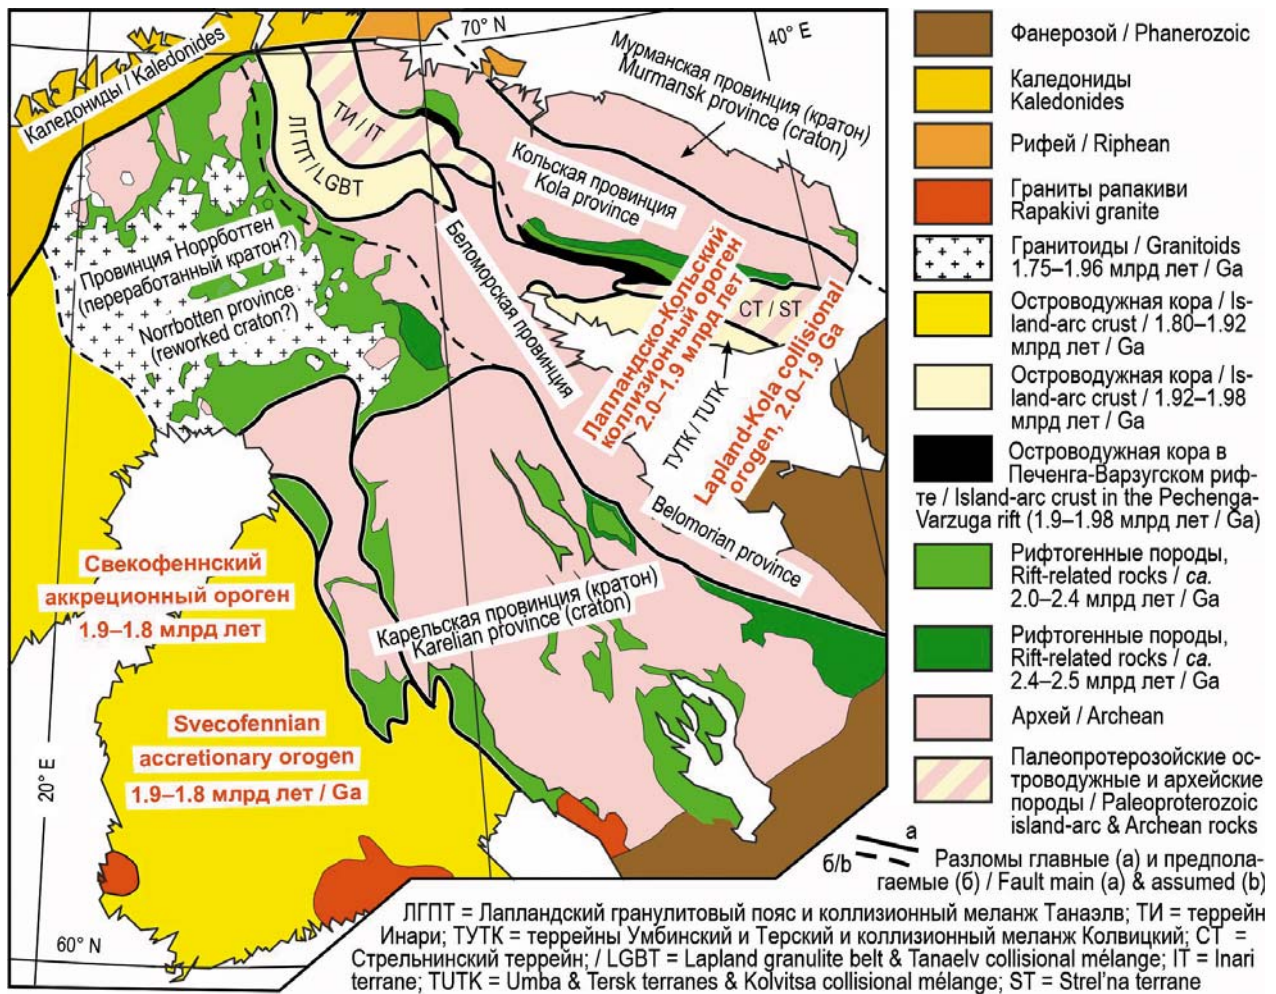 70° N
40° E
Каледониды / Kaledonides
Мурманская провинция (кратон)
Murmansk province (craton)
ТИ / IT
ЛГПТ / LGBT
Кольская провинция
Kola province
Провинция Норрботтен
(переработанный кратон?)
Norrbotten province
(reworked craton?)
Беломорская провинция
Лапландско-Кольский
коллизионный ороген
2.0–1.9 млрд лет
СТ / ST
ТУТК / TUTK
Lapland-Kola collisional
orogen, 2.0–1.9 Ga
Belomorian province
Свекофеннский
аккреционный ороген
1.9–1.8 млрд лет
Карельская провинция (кратон)
Karelian province (craton)
Svecofennian
accretionary orogen
1.9–1.8 млрд лет / Ga
20° E
60° N
Фанерозой / Phanerozoic
Каледониды
Kaledonides
Рифей / Riphean
Граниты рапакиви
Rapakivi granite
Гранитоиды / Granitoids
1.75–1.96 млрд лет / Ga
Островодужная кора / Is-
land-arc crust / 1.80–1.92
млрд лет / Ga
Островодужная кора / Is-
land-arc crust / 1.92–1.98
млрд лет / Ga
Островодужная кора в
Печенга-Варзугском риф-
те / Island-arc crust in the Pechenga-
Varzuga rift (1.9–1.98 млрд лет / Ga)
Рифтогенные породы,
Rift-related rocks / ca.
2.0–2.4 млрд лет / Ga
Рифтогенные породы,
Rift-related rocks / ca.
2.4–2.5 млрд лет / Ga
Архей / Archean
Палеопротерозойские ос-
троводужные и архейские
породы / Paleoproterozoic
island-arc & Archean rocks
а
б/b
Разломы главные (а) и предпола-
гаемые (б) / Fault main (a) & assumed (b)
ЛГПТ = Лапландский гранулитовый пояс и коллизионный меланж Танаэлв; ТИ = террейн
Инари; ТУТК = террейны Умбинский и Терский и коллизионный меланж Колвицкий; СТ =
Стрельнинский террейн; / LGBT = Lapland granulite belt & Tanaelv collisional mélange; IT = Inari
terrane; TUTK = Umba & Tersk terranes & Kolvitsa collisional mélange; ST = Strel'na terrane